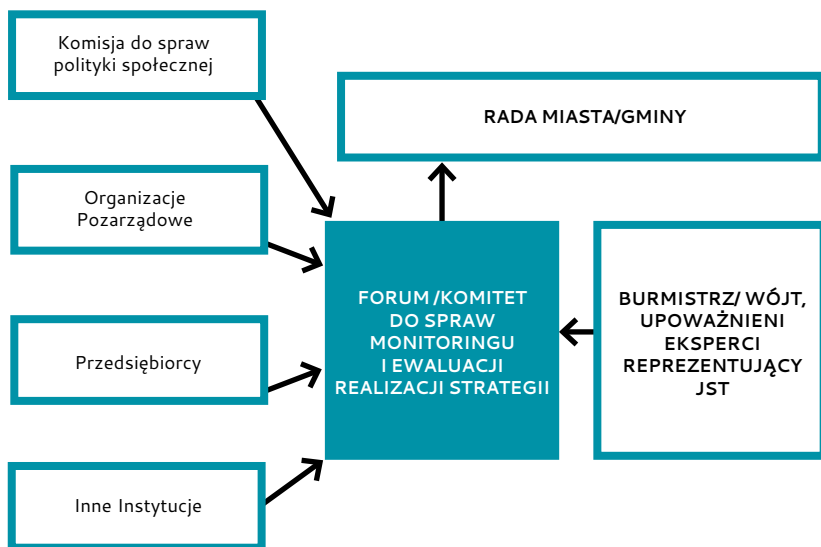 Komisja do spraw
polityki społecznej
RADA MIASTA/GMINY
Organizacje
Pozarządowe
FORUM/KOMITET
DO SPRAW
MONITORINGU
I EWALUACJI
REALIZACJI STRATEGII
BURMISTRZ/ WÓJT,
UPOWAŻNIENI
EKSPERCI
REPREZENTUJĄCY
JST
Przedsiębiorcy
Inne Instytucje